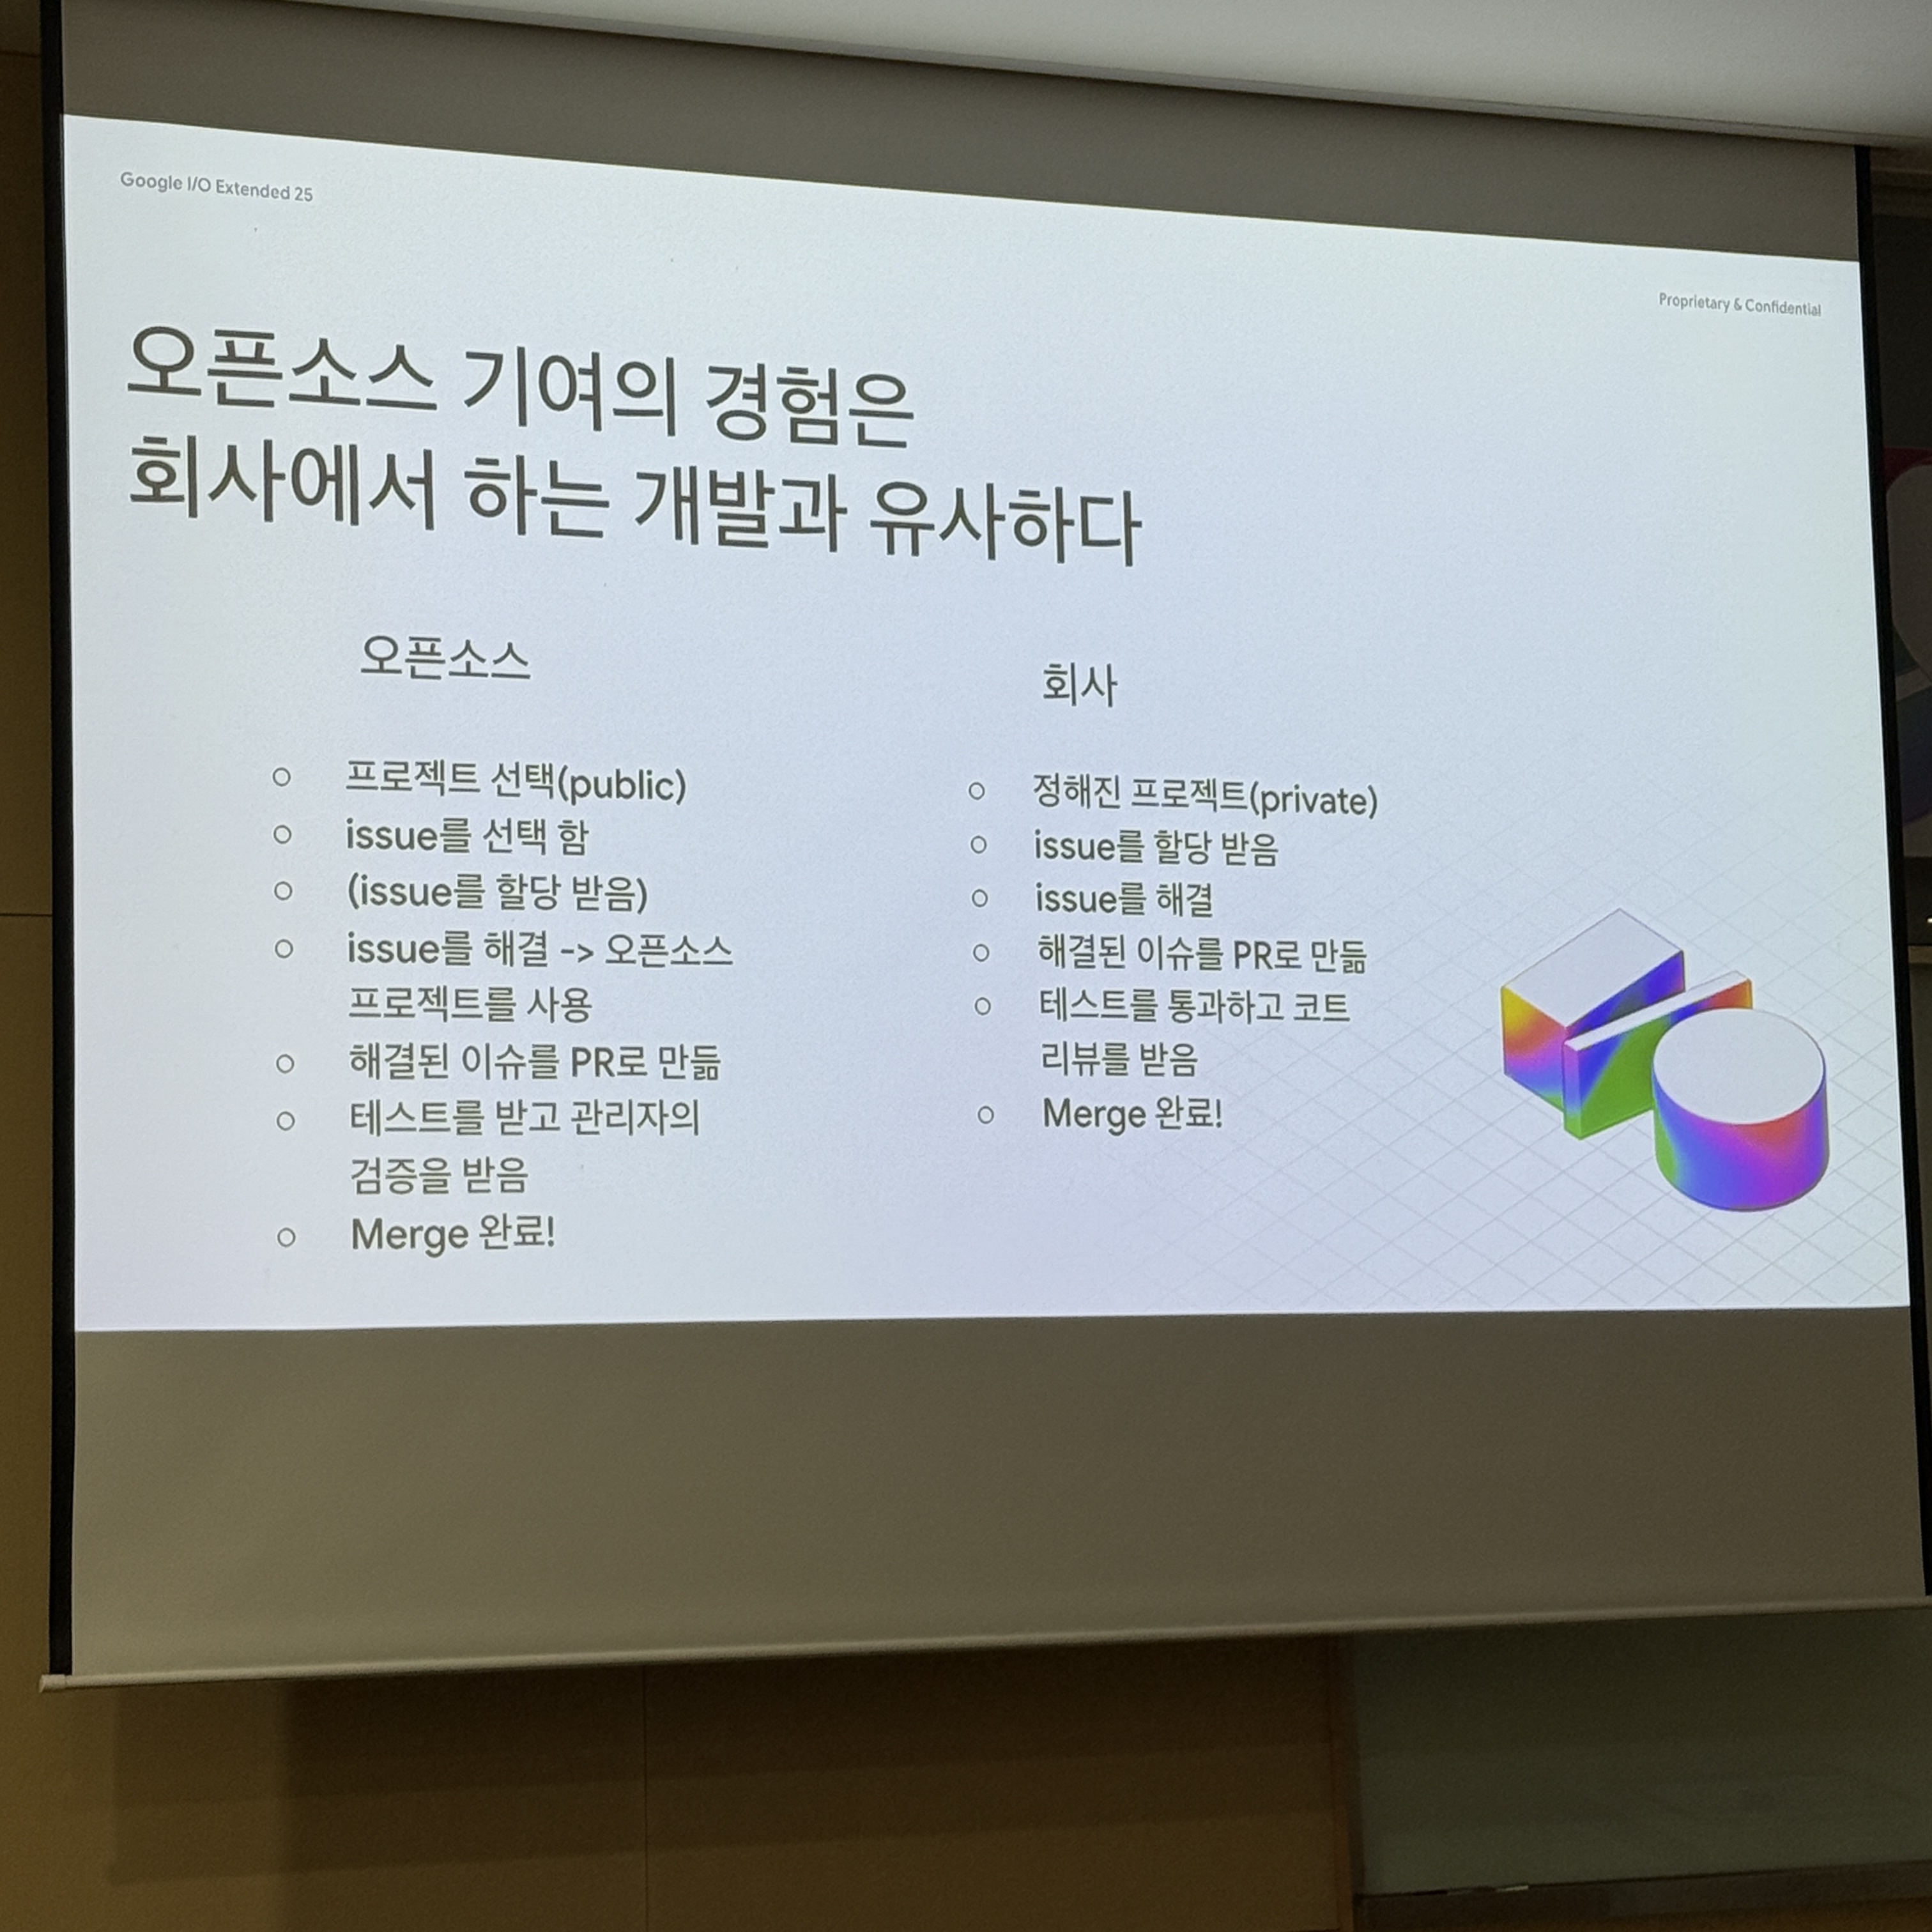 Google I/O Extended 25
Proprietary & Confidential
오픈소스 기여의 경험은
회사에서 하는 개발과 유사하다
오픈소스
○ 프로젝트 선택(public)
○ issue를 선택 함
○ (issue를 할당 받음)
○ issue를 해결 -> 오픈소스
프로젝트를 사용
○ 해결된 이슈를 PR로 만듦
○ 테스트를 받고 관리자의
검증을 받음
○ Merge 완료!
회사
○ 정해진 프로젝트(private)
○ issue를 할당 받음
○ issue를 해결
○ 해결된 이슈를 PR로 만듦
○ 테스트를 통과하고 코트
리뷰를 받음
○ Merge 완료!